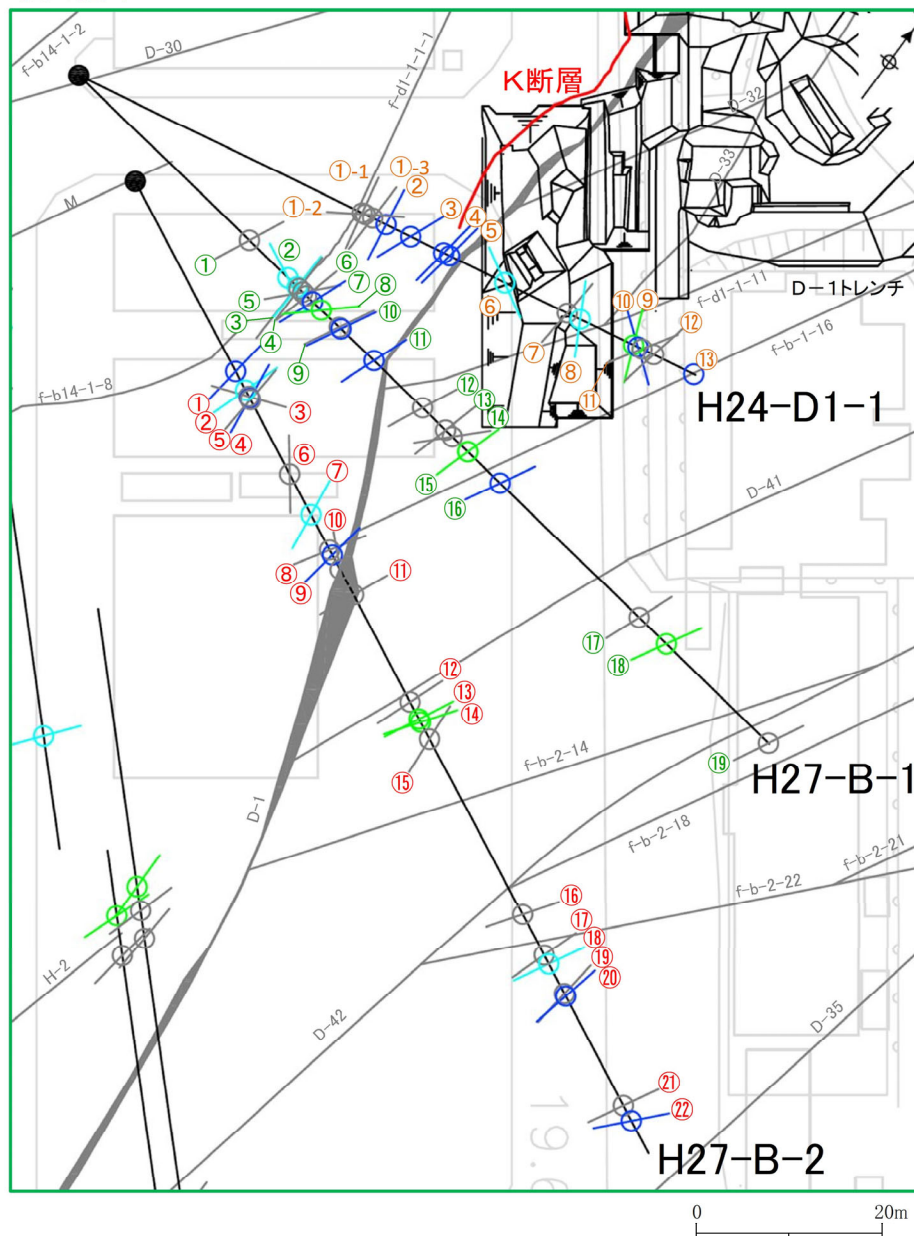 f-b14-1-2
D-30
f-d1-1-1-1
K断層
D-32
D-33
M
①-1
①-3
②
①-2
③
④
⑤
①
②
⑥
⑦
⑧
⑤
③
④
⑩
⑨
⑪
⑥
⑦
⑧
⑩
⑨
⑫
⑪
⑬
f-d1-1-11
f-b-1-16
D-1トレンチ
H24-D1-1
f-b14-1-8
①
②
③
⑤
④
⑥
⑦
⑩
⑧
⑨
⑪
⑫
⑬
⑭
⑮
⑯
D-41
⑰
⑱
⑲
H27-B-1
⑫
⑬
⑭
⑮
f-b-2-14
D-1
f-b-2-18
f-b-2-21
f-b-2-22
⑯
⑰
⑱
⑲
⑳
H-2
D-42
D-35
㉑
㉒
19.6
H27-B-2
0 20m